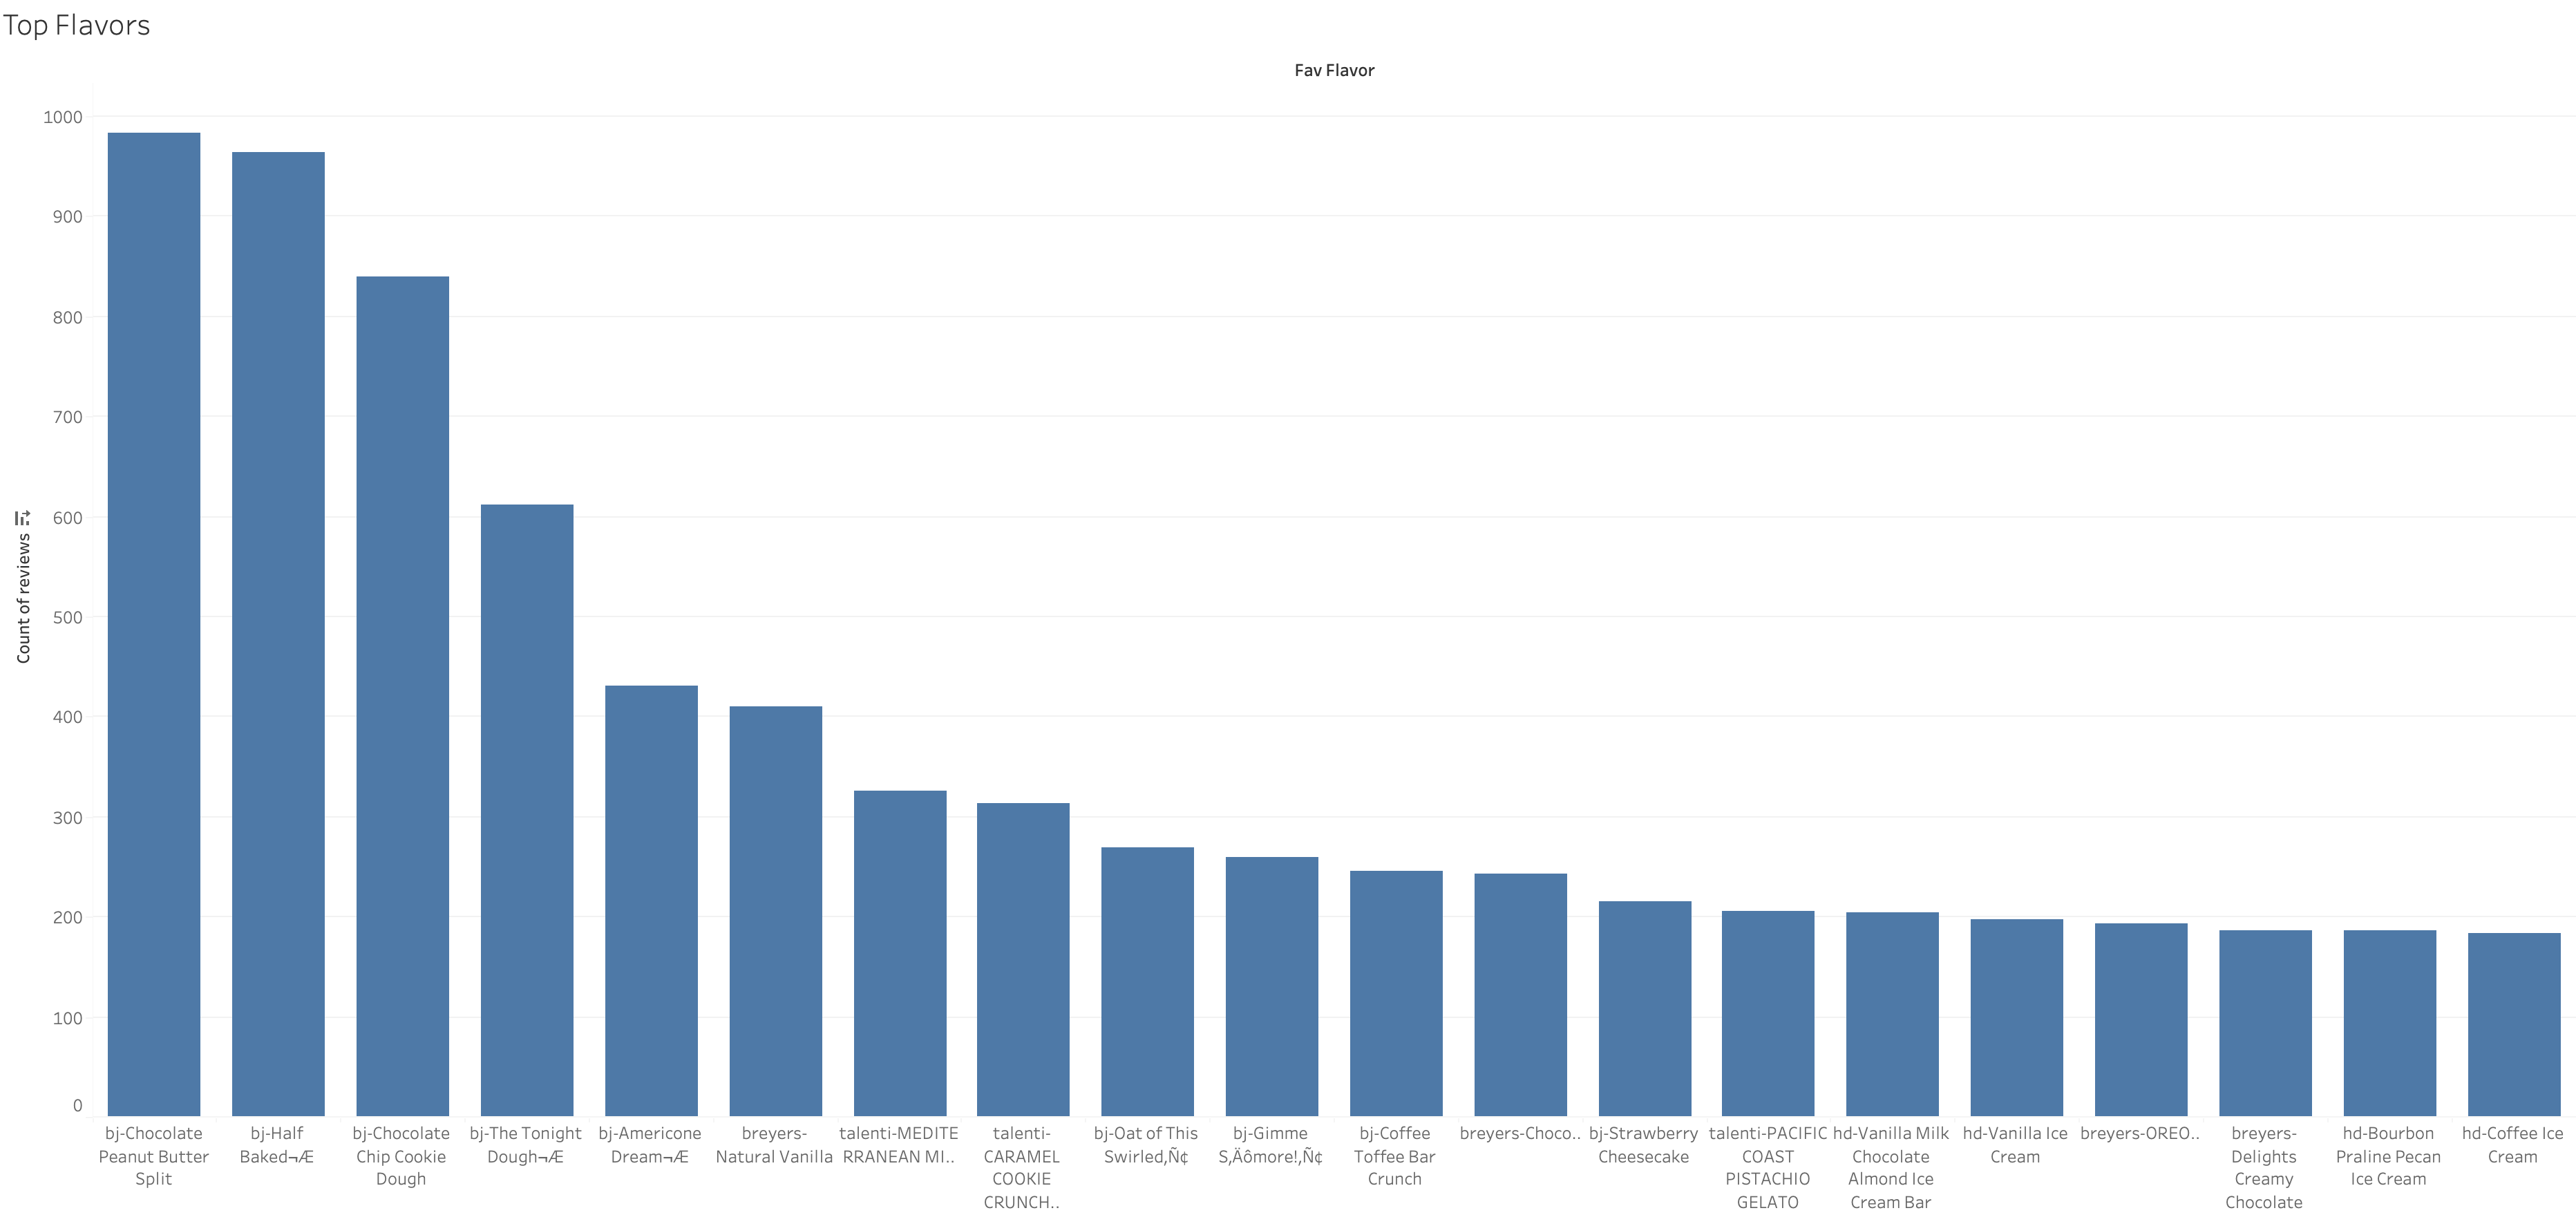 Top Flavors
Fav Flavor
Count of reviews
1000
900
800
700
600
500
400
300
200
100
0
bj-Chocolate
Peanut Butter
Split
bj-Half
Baked¬Æ
bj-Chocolate
Chip Cookie
Dough
bj-The Tonight
Dough¬Æ
bj-Americone
Dream¬Æ
breyers-
Natural Vanilla
talenti-MEDITE
RRANEAN MI..
talenti-
CARAMEL
COOKIE
CRUNCH..
bj-Oat of This
Swirled‚Ñ¢
bj-Gimme
S‚Äômore!‚Ñ¢
bj-Coffee
Toffee Bar
Crunch
breyers-Choco..
bj-Strawberry
Cheesecake
talenti-PACIFIC
COAST
PISTACHIO
GELATO
hd-Vanilla Milk
Chocolate
Almond Ice
Cream Bar
hd-Vanilla Ice
Cream
breyers-OREO..
breyers-
Delights
Creamy
Chocolate
hd-Bourbon
Praline Pecan
Ice Cream
hd-Coffee Ice
Cream